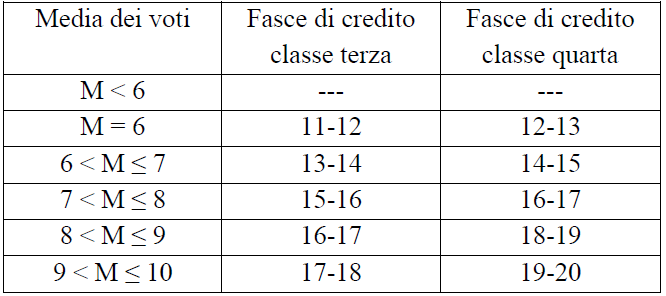 Media dei voti Fasce di credito classe terza Fasce di credito classe quarta
M < 6 --- ---
M = 6 11-12 12-13
6 < M ≤ 7 13-14 14-15
7 < M ≤ 8 15-16 16-17
8 < M ≤ 9 16-17 18-19
9 < M ≤ 10 17-18 19-20